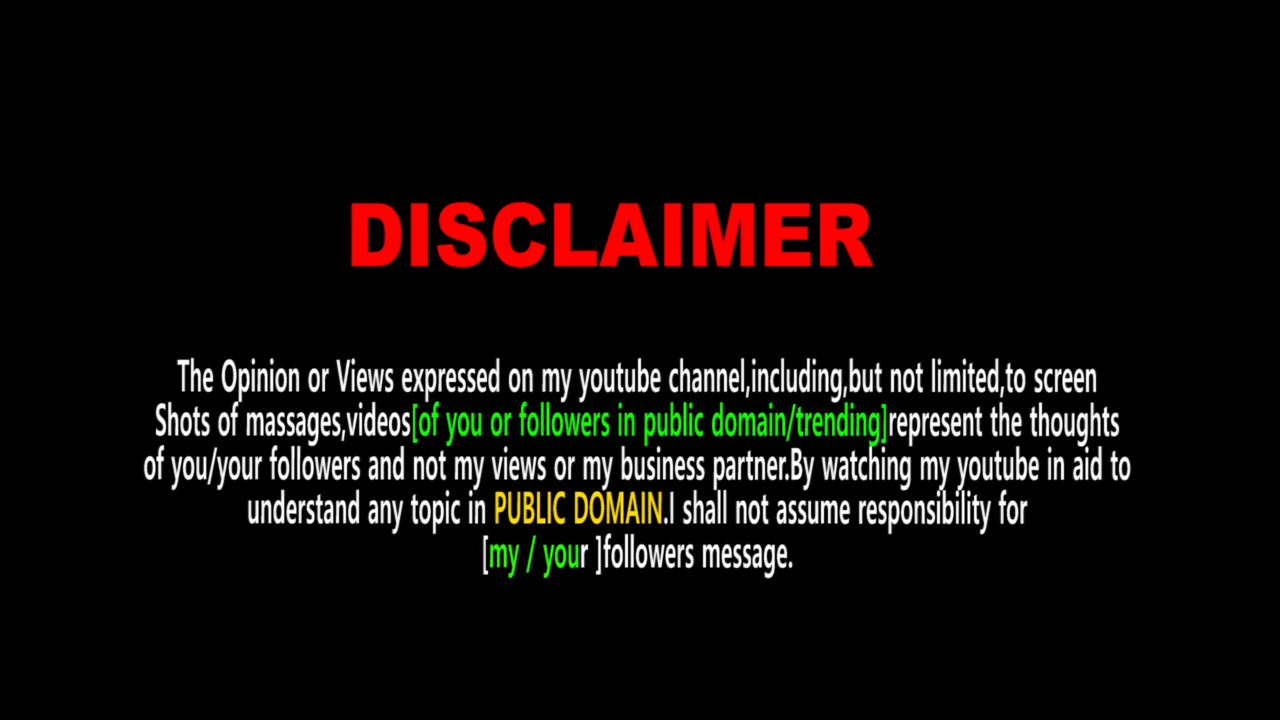 DISCLAIMER
The Opinion or Views expressed on my youtube channel,including,but not limited,to screen
Shots of massages,videos[of you or followers in public domain/trending]represent the thoughts
of you/your followers and not my views or my business partner.By watching my youtube in aid to
understand any topic in PUBLIC DOMAIN.I shall not assume responsibility for
[my / your ]followers message.